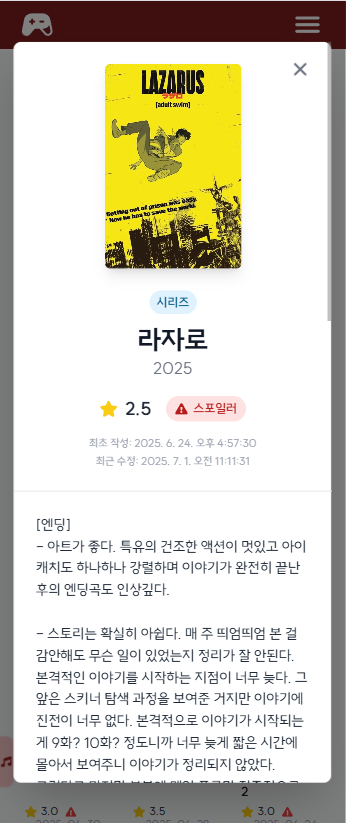 LAZARUS
[adult swim]
Getting out of prison was easy.
Now he has to save the world.
시리즈
라자로
2025
2.5
스포일러
최초 작성: 2025. 6. 24. 오후 4:57:30
최근 수정: 2025. 7. 1. 오전 11:11:31
[엔딩]
- 아트가 좋다. 특유의 건조한 액션이 멋있고 아이
캐치도 하나하나 강렬하며 이야기가 완전히 끝난
후의 엔딩곡도 인상깊다.
- 스토리는 확실히 아쉽다. 매 주 띄엄띄엄 본 걸
감안해도 무슨 일이 있었는지 정리가 잘 안된다.
본격적인 이야기를 시작하는 지점이 너무 늦다. 그
앞은 스키너 탐색 과정을 보여준 거지만 이야기에
진전이 너무 없다. 본격적으로 이야기가 시작되는
게 9화? 10화? 정도니까 너무 늦게 짧은 시간에
몰아서 보여주니 이야기가 정리되지 않았다.
2
3.0
3.5
3.0